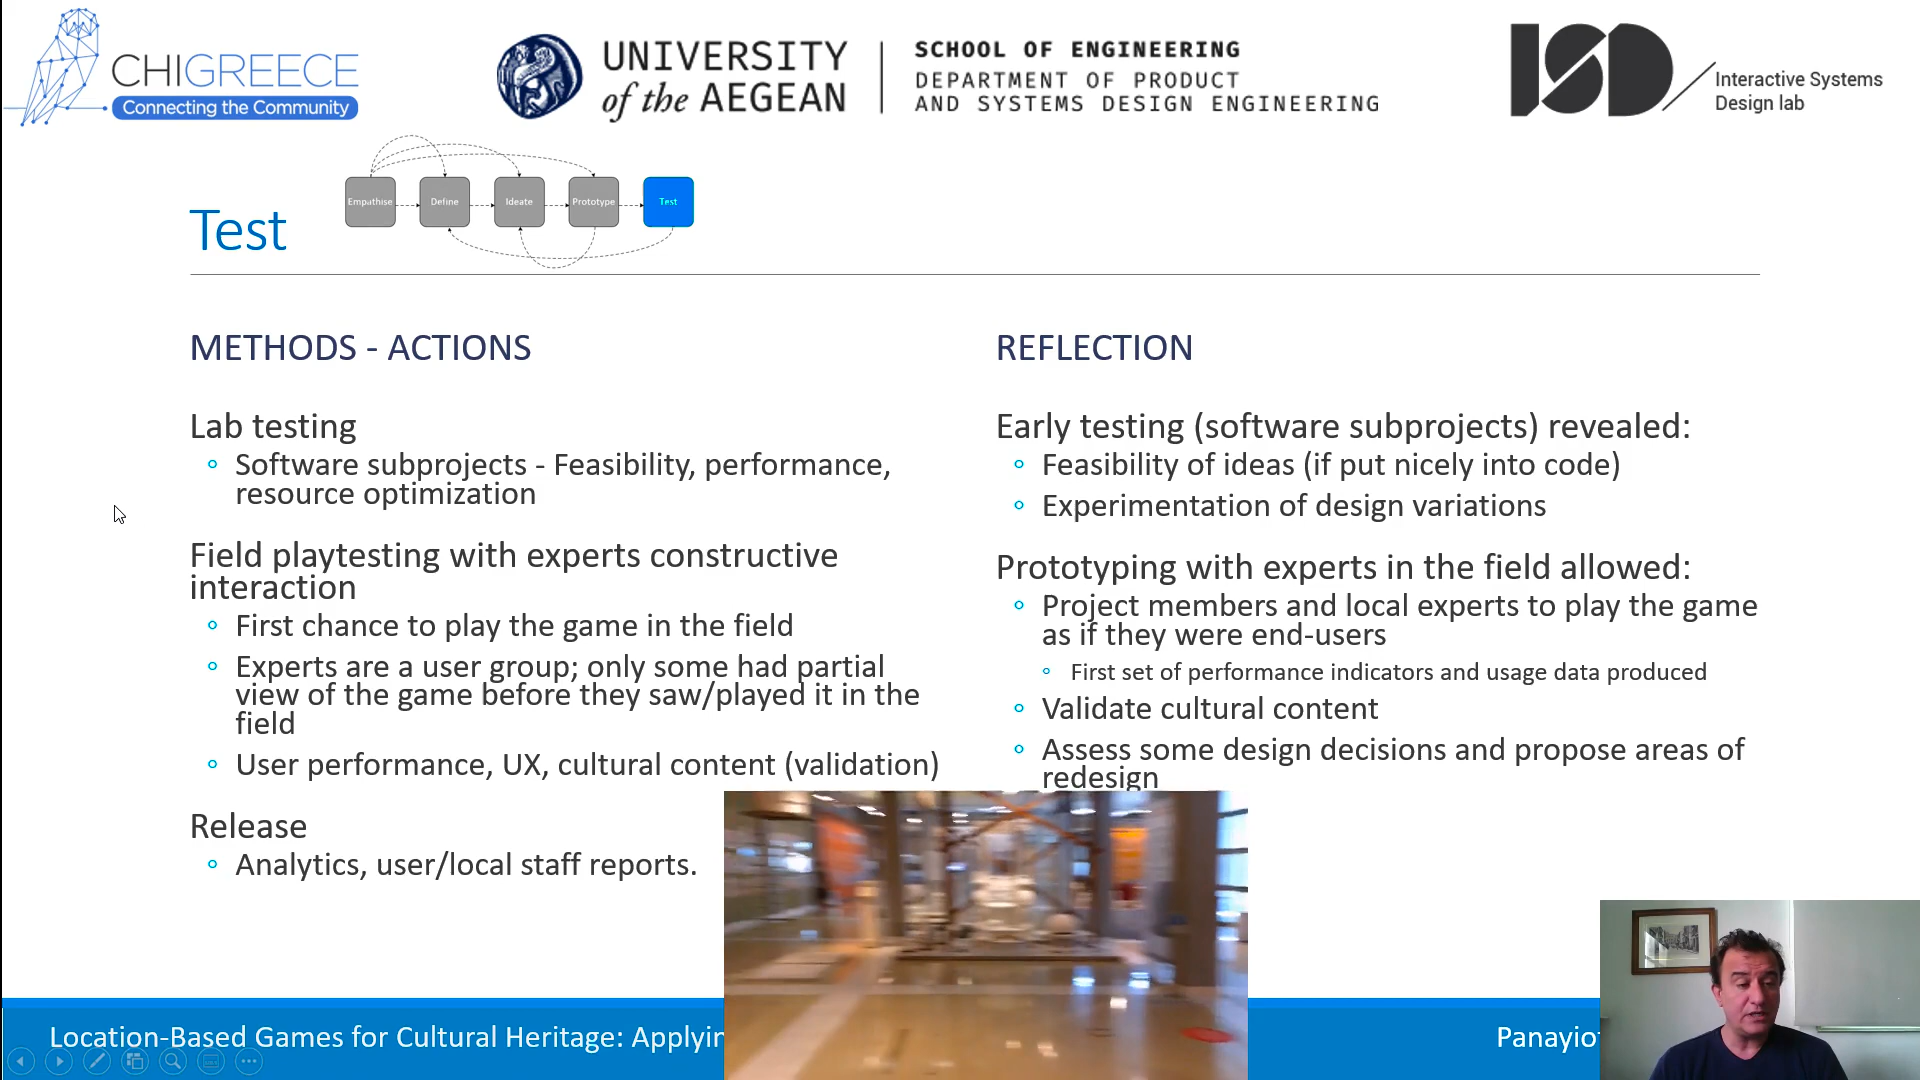 CHIGREECE
Connecting the Community
UNIVERSITY
of the AEGEAN
SCHOOL OF ENGINEERING
DEPARTMENT OF PRODUCT
AND SYSTEMS DESIGN ENGINEERING
ISD
Interactive Systems
Design lab
Empathise
Define
Ideate
Prototype
Test
Test
METHODS - ACTIONS
Lab testing
Software subprojects - Feasibility, performance,
resource optimization
Field playtesting with experts constructive
interaction
First chance to play the game in the field
Experts are a user group; only some had partial
view of the game before they saw/played it in the
field
User performance, UX, cultural content (validation)
Release
Analytics, user/local staff reports.
REFLECTION
Early testing (software subprojects) revealed:
Feasibility of ideas (if put nicely into code)
Experimentation of design variations
Prototyping with experts in the field allowed:
Project members and local experts to play the game
as if they were end-users
First set of performance indicators and usage data produced
Validate cultural content
Assess some design decisions and propose areas of
redesign
Location-Based Games for Cultural Heritage: Applyin
Panayio